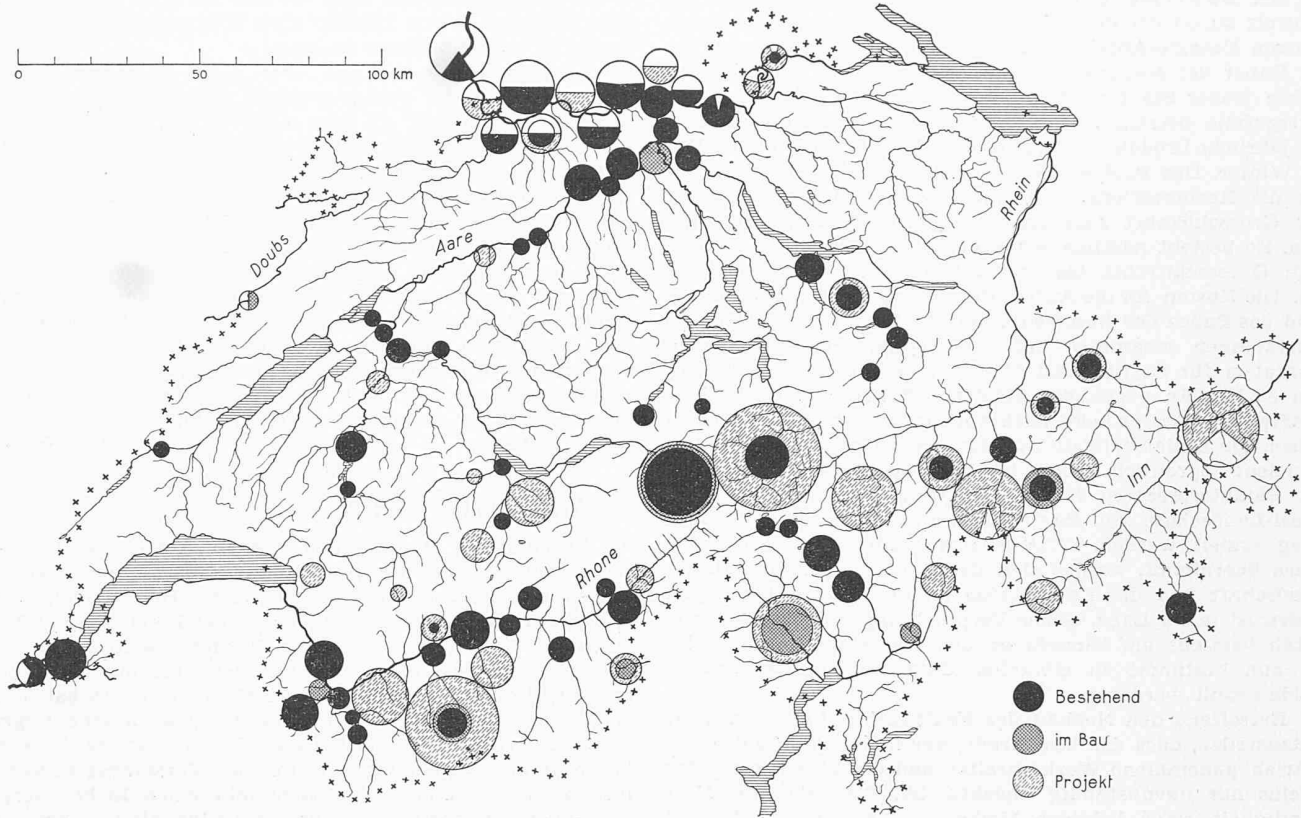 0 50 100 km
Rhein
Doubs
Aare
Inn
Rhone
Bestehend
im Bau
Projekt